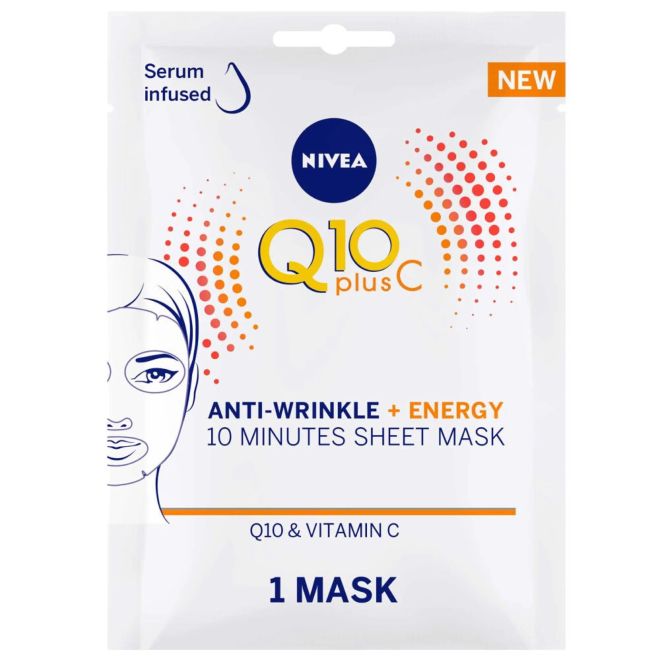 Serum
infused
NEW
NIVEA
Q10
plus C
ANTI-WRINKLE + ENERGY
10 MINUTES SHEET MASK
Q10 & VITAMIN C
1 MASK